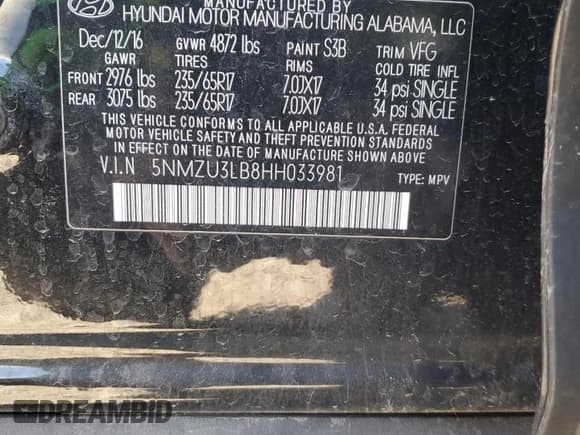 MANUFACTURED BY
HYUNDAI MOTOR MANUFACTURING ALABAMA, LLC
Dec/12/16 GVWR 4872 lbs PAINT S3B TRIM VFG
GAWR TIRES RIMS COLD TIRE INFL
FRONT 2976 lbs 235/65R17 7.0JX17 34 psi SINGLE
REAR 3075 lbs 235/65R17 7.0JX17 34 psi SINGLE
THIS VEHICLE CONFORMS TO ALL APPLICABLE U.S.A. FEDERAL
MOTOR VEHICLE SAFETY AND THEFT PREVENTION STANDARDS
IN EFFECT ON THE DATE OF MANUFACTURE SHOWN ABOVE.
V.I.N 5NMZU3LB8HH033981 TYPE: MPV
DREAMBID